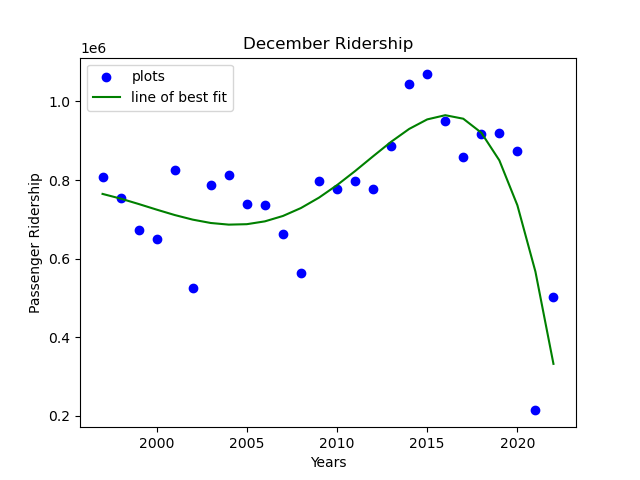 December Ridership
1e6
plots
line of best fit
1.0
0.8
0.6
0.4
0.2
Passenger Ridership
2000 2005 2010 2015 2020
Years